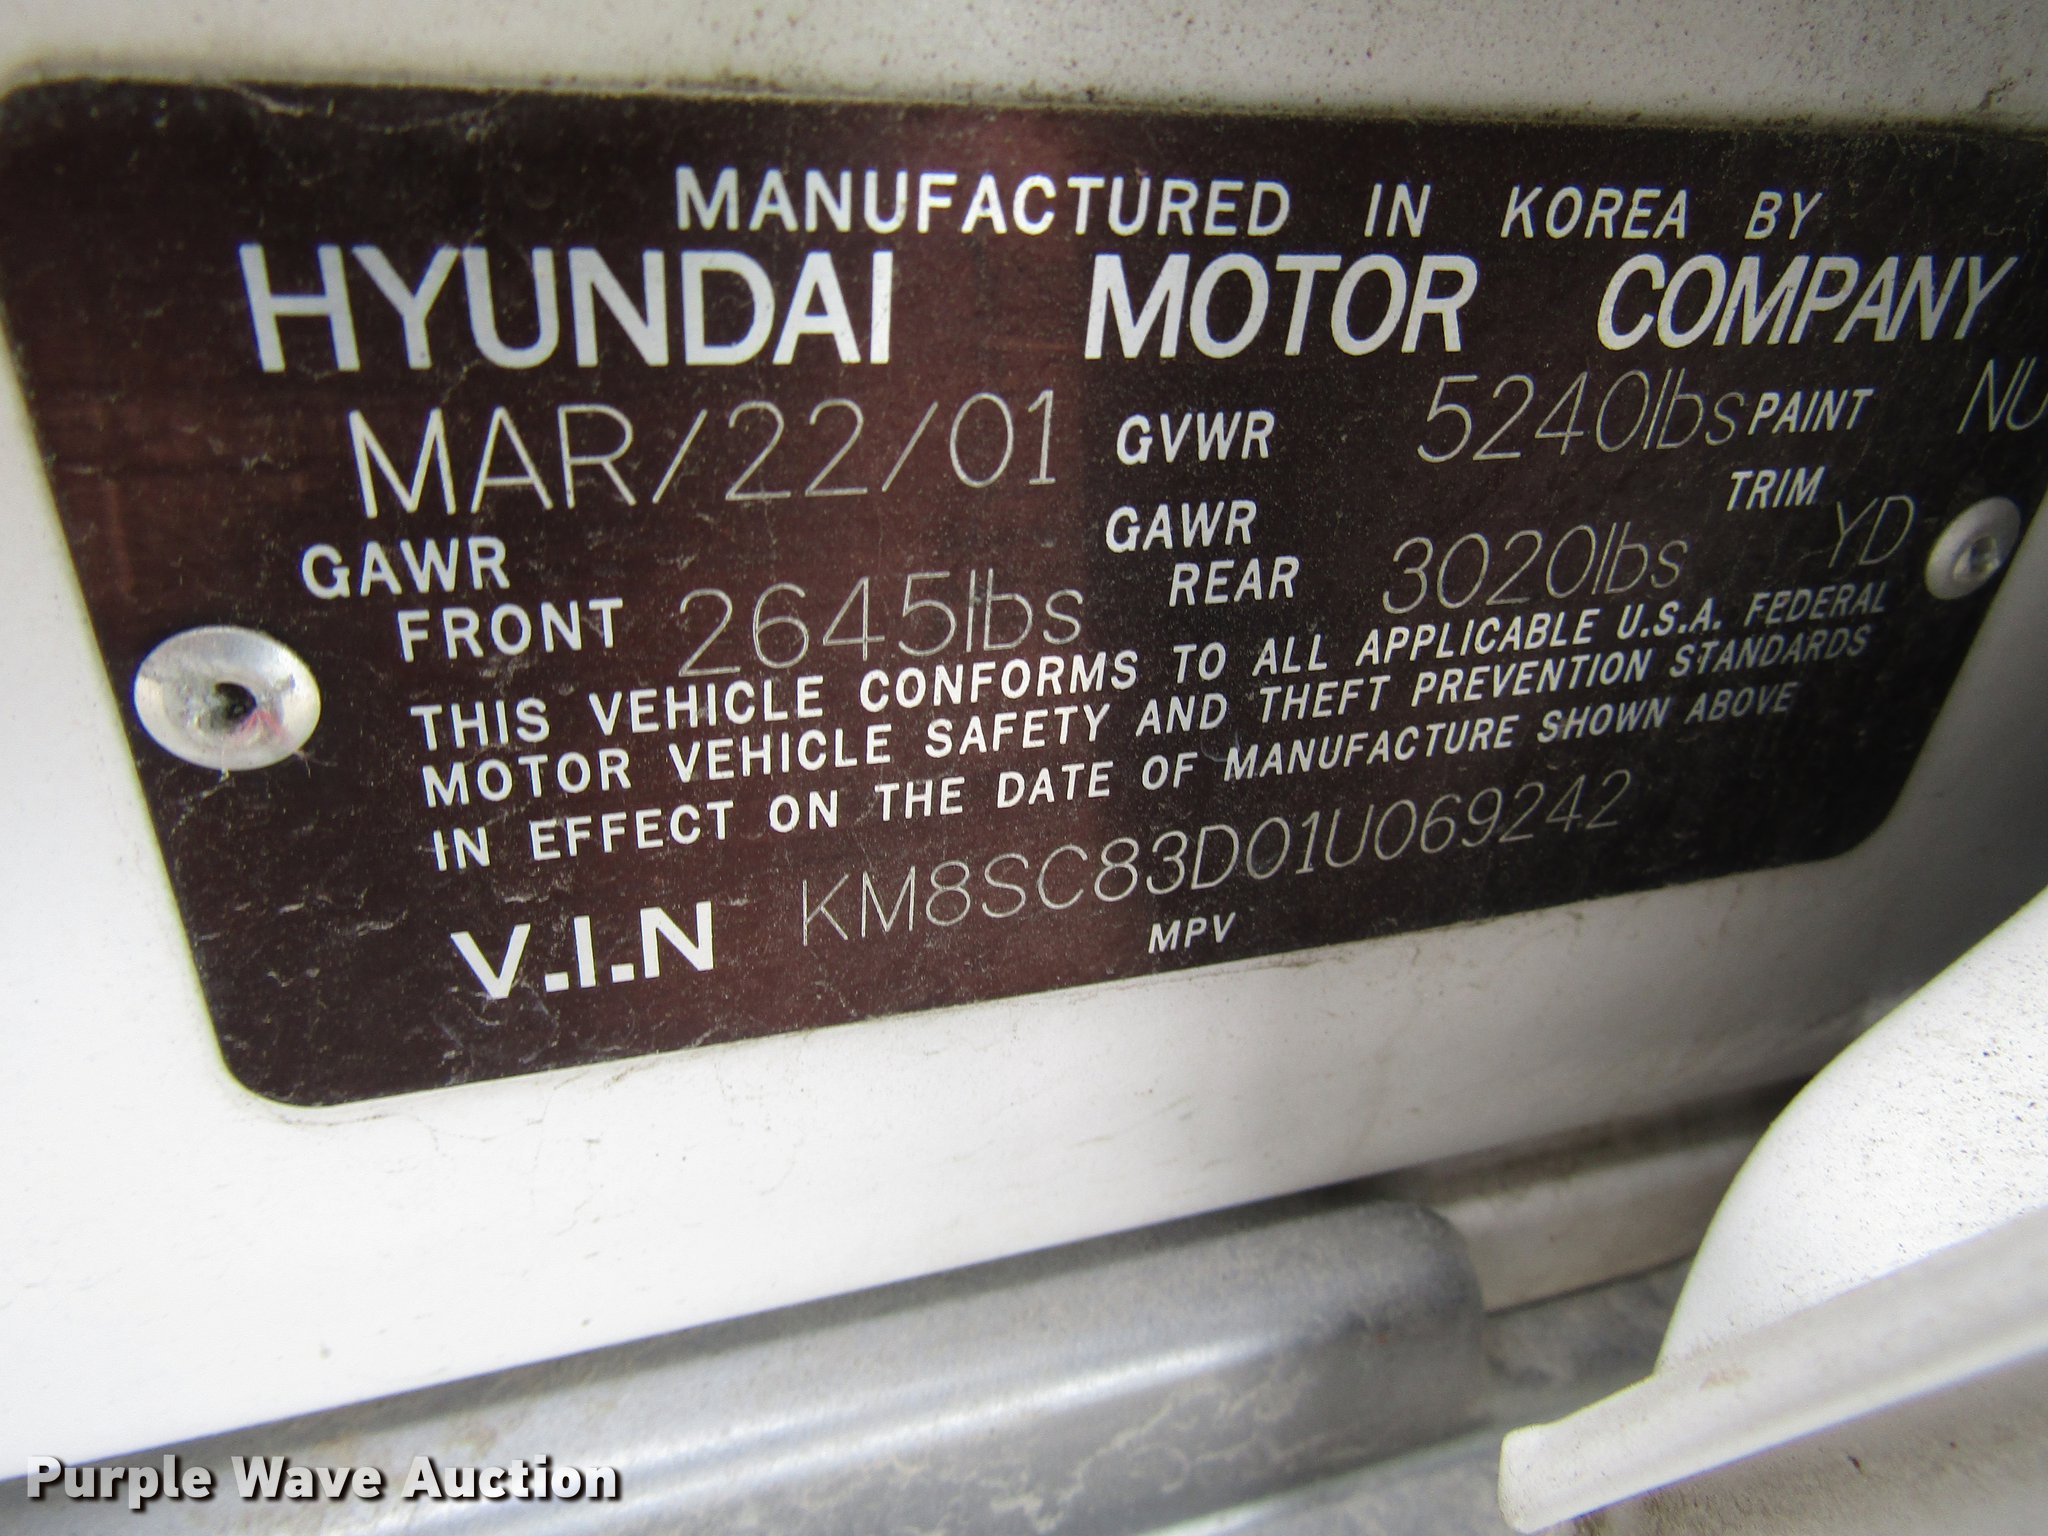 MANUFACTURED IN KOREA BY
HYUNDAI MOTOR COMPANY
MAR/22/01 GVWR 5240lbs PAINT NU
TRIM YD
GAWR FRONT 2645lbs GAWR REAR 3020lbs
THIS VEHICLE CONFORMS TO ALL APPLICABLE U.S.A. FEDERAL
MOTOR VEHICLE SAFETY AND THEFT PREVENTION STANDARDS
IN EFFECT ON THE DATE OF MANUFACTURE SHOWN ABOVE
V.I.N KM8SC83D01U069242
MPV
Purple Wave Auction